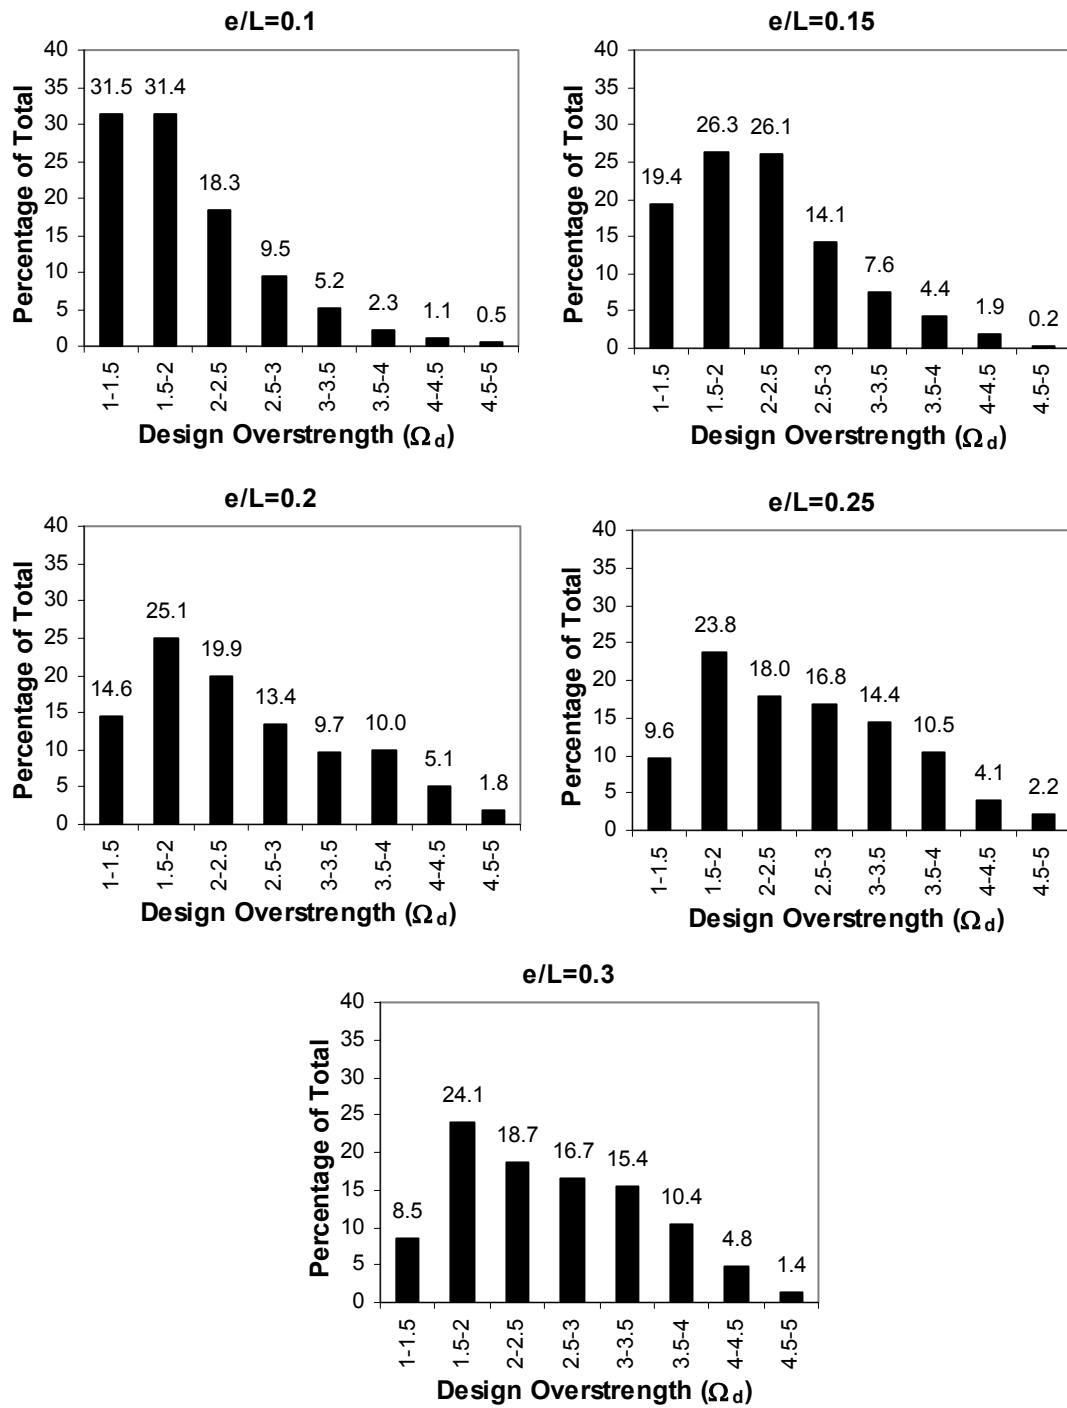 e/L=0.1
Percentage of Total
40
35
30
25
20
15
10
5
0
31.5 31.4 18.3 9.5 5.2 2.3 1.1 0.5
1-1.5 1.5-2 2-2.5 2.5-3 3-3.5 3.5-4 4-4.5 4.5-5
Design Overstrength (Ωd)
e/L=0.15
Percentage of Total
40
35
30
25
20
15
10
5
0
19.4 26.3 26.1 14.1 7.6 4.4 1.9 0.2
1-1.5 1.5-2 2-2.5 2.5-3 3-3.5 3.5-4 4-4.5 4.5-5
Design Overstrength (Ωd)
e/L=0.2
Percentage of Total
40
35
30
25
20
15
10
5
0
14.6 25.1 19.9 13.4 9.7 10.0 5.1 1.8
1-1.5 1.5-2 2-2.5 2.5-3 3-3.5 3.5-4 4-4.5 4.5-5
Design Overstrength (Ωd)
e/L=0.25
Percentage of Total
40
35
30
25
20
15
10
5
0
9.6 23.8 18.0 16.8 14.4 10.5 4.1 2.2
1-1.5 1.5-2 2-2.5 2.5-3 3-3.5 3.5-4 4-4.5 4.5-5
Design Overstrength (Ωd)
e/L=0.3
Percentage of Total
40
35
30
25
20
15
10
5
0
8.5 24.1 18.7 16.7 15.4 10.4 4.8 1.4
1-1.5 1.5-2 2-2.5 2.5-3 3-3.5 3.5-4 4-4.5 4.5-5
Design Overstrength (Ωd)